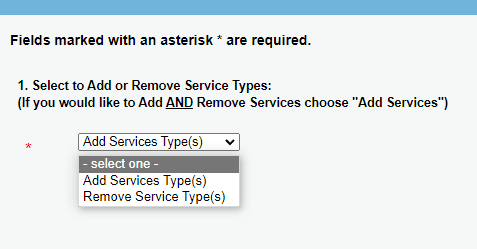 Fields marked with an asterisk * are required.
1. Select to Add or Remove Service Types:
(If you would like to Add AND Remove Services choose "Add Services")
* Add Services Type(s)
- select one -
Add Services Type(s)
Remove Service Type(s)